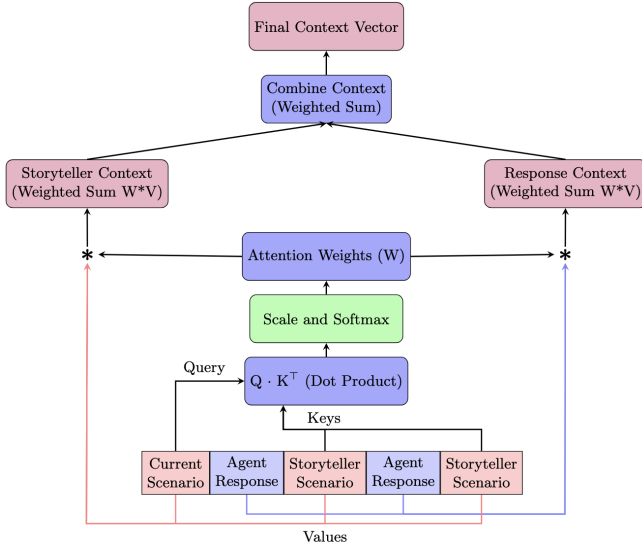 Final Context Vector
Combine Context
(Weighted Sum)
Storyteller Context
(Weighted Sum W*V)
Response Context
(Weighted Sum W*V)
*
Attention Weights (W)
*
Scale and Softmax
Query
Q · K⊤ (Dot Product)
Keys
Current
Scenario
Agent
Response
Storyteller
Scenario
Agent
Response
Storyteller
Scenario
Values